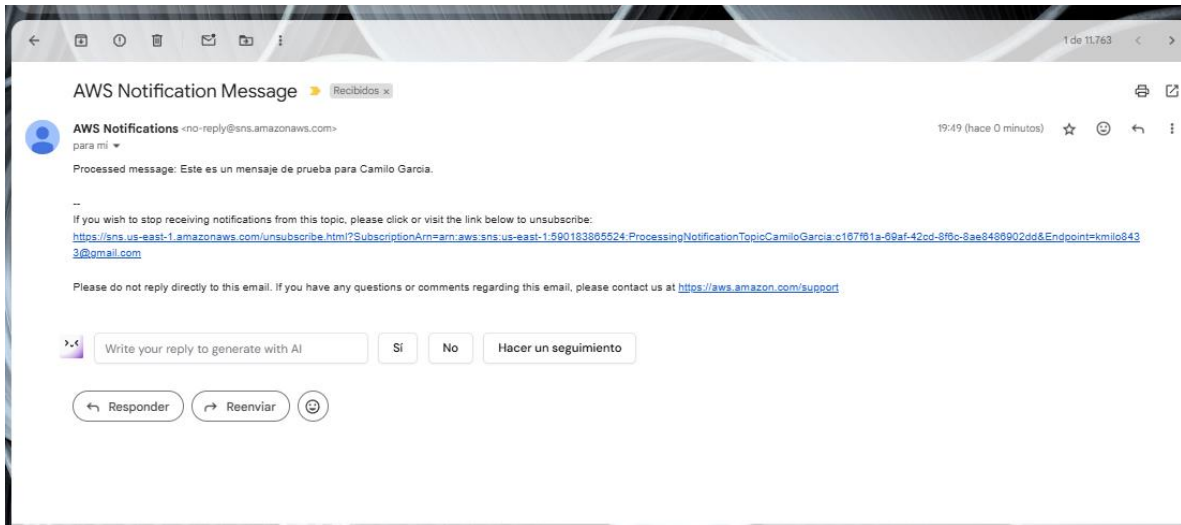 1 de 11.763
AWS Notification Message Recibidos x
AWS Notifications <no-reply@sns.amazonaws.com>
19:49 (hace 0 minutos)
para mí
Processed message: Este es un mensaje de prueba para Camilo Garcia.
--
If you wish to stop receiving notifications from this topic, please click or visit the link below to unsubscribe:
https://sns.us-east-1.amazonaws.com/unsubscribe.html?SubscriptionArn=arn:aws:sns:us-east-1:590183865524:ProcessingNotificationTopicCamiloGarcia:c167f61a-69af-42cd-8f6c-8ae8486902dd&Endpoint=kmilo843
3@gmail.com
Please do not reply directly to this email. If you have any questions or comments regarding this email, please contact us at https://aws.amazon.com/support
Write your reply to generate with AI
Sí
No
Hacer un seguimiento
Responder
Reenviar